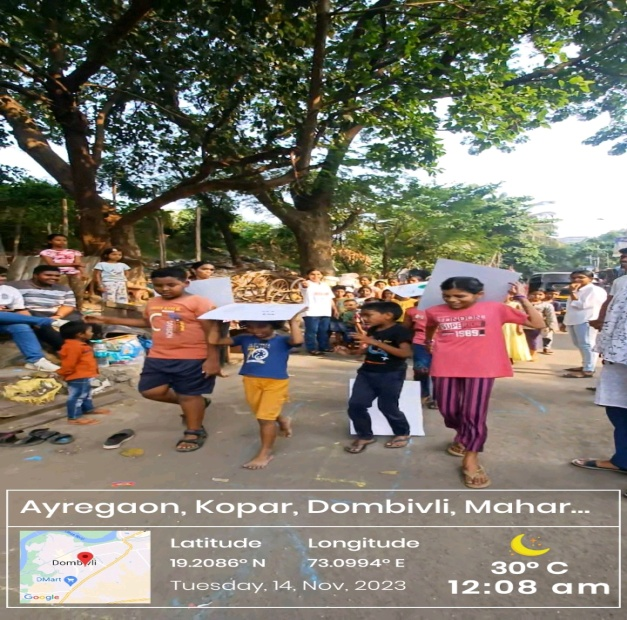 1989
Ayregaon, Kopar, Dombivli, Mahar...
Latitude
Longitude
19.2086° N
73.0994° E
Tuesday, 14, Nov, 2023
30° C
12:08 am
Dombivli
DMart
Google